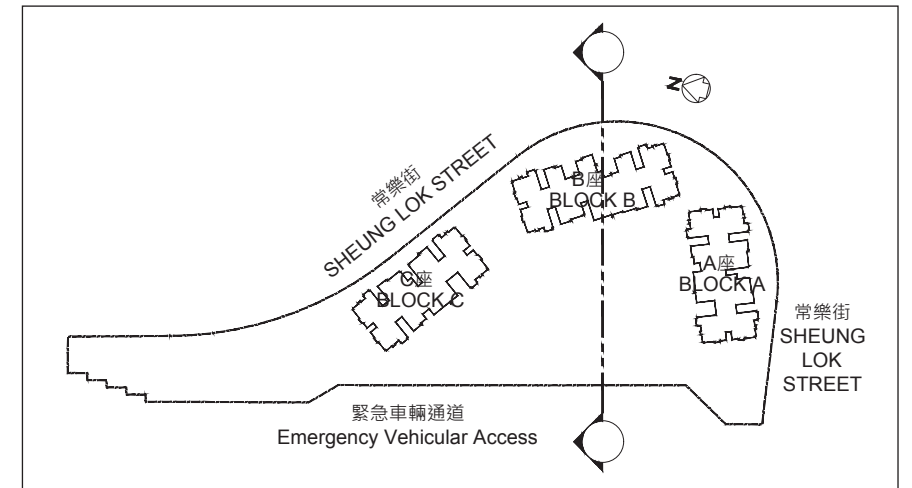 N
常樂街
SHEUNG LOK STREET
B座
BLOCK B
A座
BLOCK A
C座
BLOCK C
常樂街
SHEUNG
LOK
STREET
緊急車輛通道
Emergency Vehicular Access